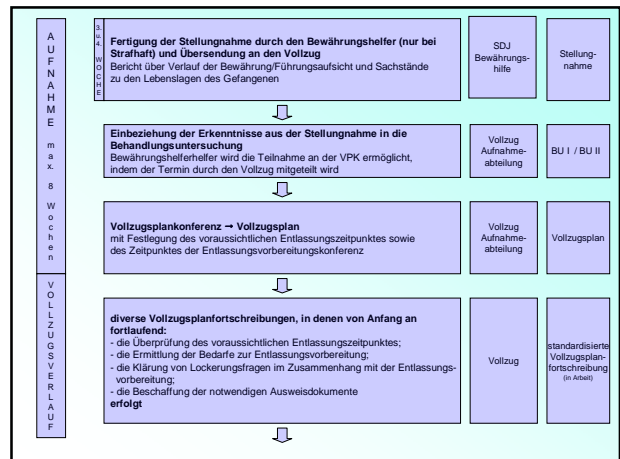 AUFNAHME max. 8 Wochen
3. u. 4. WOCHE
Fertigung der Stellungnahme durch den Bewährungshelfer (nur bei
Strafhaft) und Übersendung an den Vollzug
Bericht über Verlauf der Bewährung/Führungsaufsicht und Sachstände
zu den Lebenslagen des Gefangenen
SDJ
Bewährungs-
hilfe
Stellung-
nahme
Einbeziehung der Erkenntnisse aus der Stellungnahme in die
Behandlungsuntersuchung
Bewährungshelferhelfer wird die Teilnahme an der VPK ermöglicht,
indem der Termin durch den Vollzug mitgeteilt wird
Vollzug
Aufnahme-
abteilung
BU I / BU II
Vollzugsplankonferenz → Vollzugsplan
mit Festlegung des voraussichtlichen Entlassungszeitpunktes sowie
des Zeitpunktes der Entlassungsvorbereitungskonferenz
Vollzug
Aufnahme-
abteilung
Vollzugsplan
VOLLZUGSVERLAUF
diverse Vollzugsplanfortschreibungen, in denen von Anfang an
fortlaufend:
- die Überprüfung des voraussichtlichen Entlassungszeitpunktes;
- die Ermittlung der Bedarfe zur Entlassungsvorbereitung;
- die Klärung von Lockerungsfragen im Zusammenhang mit der Entlassungs-
vorbereitung;
- die Beschaffung der notwendigen Ausweisdokumente
erfolgt
Vollzug
standardisierte
Vollzugsplan-
fortschreibung
(in Arbeit)